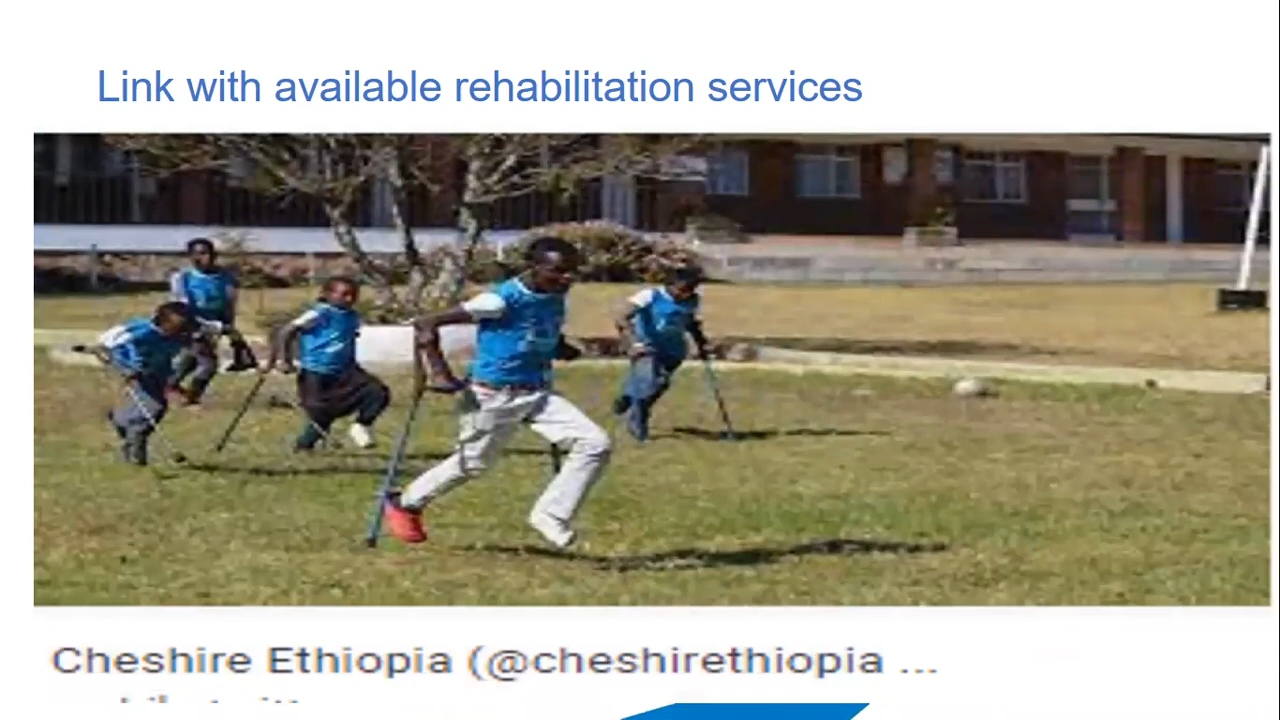 Link with available rehabilitation services
Cheshire Ethiopia (@cheshirethiopia ...